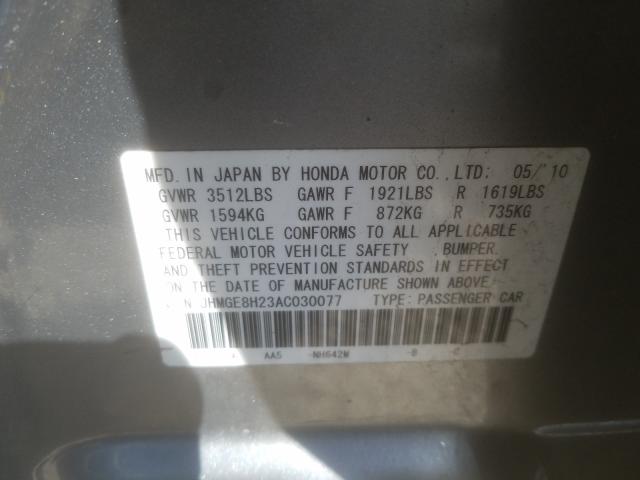 MFD. IN JAPAN BY HONDA MOTOR CO.,LTD: 05/'10
GVWR 3512LBS GAWR F 1921LBS R 1619LBS
GVWR 1594KG GAWR F 872KG R 735KG
THIS VEHICLE CONFORMS TO ALL APPLICABLE
FEDERAL MOTOR VEHICLE SAFETY , BUMPER,
AND THEFT PREVENTION STANDARDS IN EFFECT
ON THE DATE OF MANUFACTURE SHOWN ABOVE.
JHMGE8H23AC030077 TYPE: PASSENGER CAR
AA5 -NH642M -B -C